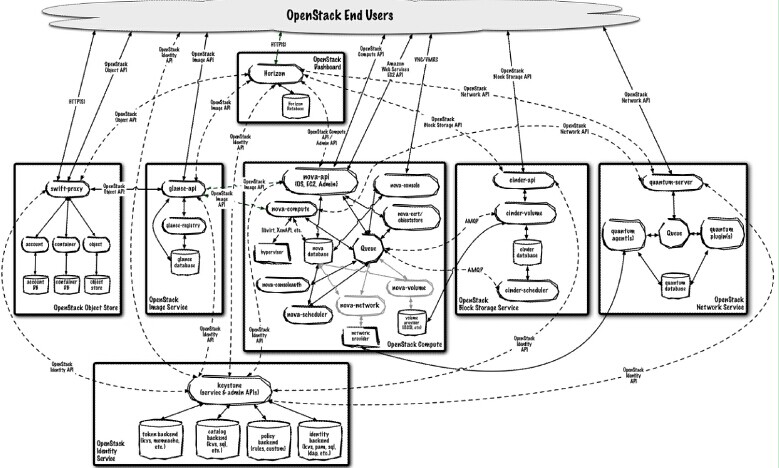 OpenStack End Users
HTTP[S]
OpenStack
Object API
OpenStack
Identity
API
OpenStack
Image API
HTTP[S]
OpenStack
Compute
API
Amazon
Web Services
EC2 API
VNC/VMRC
OpenStack
Block Storage
API
OpenStack
Network
API
OpenStack
Dashboard
Horizon
Horizon
Database
OpenStack
Object
API
OpenStack
Image
API
OpenStack
Identity
API
OpenStack Compute
API /
Admin API
OpenStack
Block Storage API
OpenStack
Network API
OpenStack
Network API
swift-proxy
account
container
object
account
DB
container
DB
object
store
OpenStack Object Store
OpenStack
Object API
glance-api
glance-registry
glance
database
OpenStack
Image Service
OpenStack
Image API
nova-api
(OS, EC2, Admin)
nova-console
nova-compute
nova-cert/
objectstore
libvirt, XenAPI, etc.
hypervisor
nova
database
Queue
nova-consoleauth
nova-volume
nova-network
nova-scheduler
volume
provider
network
provider
OpenStack Compute
AMQP
AMQP
cinder-api
cinder-volume
cinder
database
cinder-scheduler
OpenStack
Block Storage Service
quantum-server
quantum
agent(s)
Queue
quantum
plugin(s)
quantum
database
OpenStack
Network Service
OpenStack
Identity
API
OpenStack
Identity
API
OpenStack
Identity
API
OpenStack
Identity
API
keystone
(service & admin APIs)
token backend
(kvs, memcache,
etc.)
catalog
backend
(kvs, sql,
etc.)
policy
backend
(rules, custom)
identity
backend
(kvs, pam, sql,
ldap, etc.)
OpenStack
Identity
Service